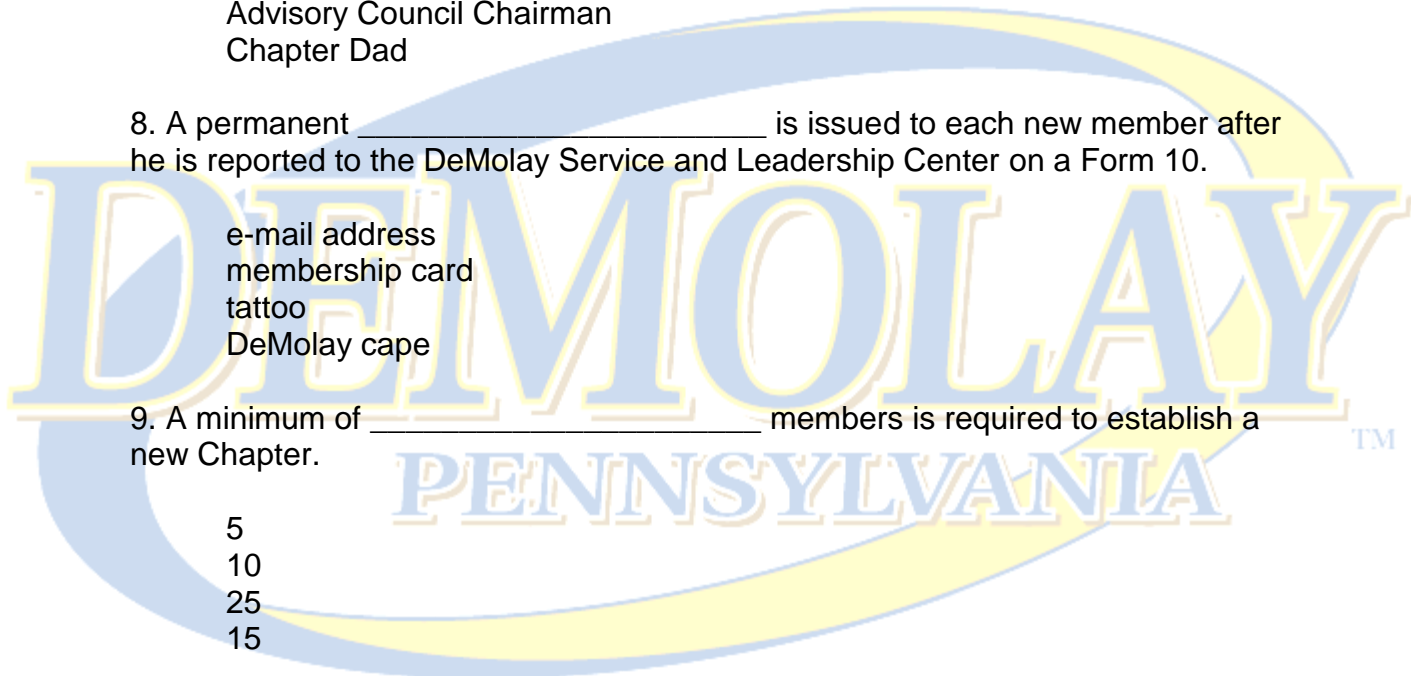 Advisory Council Chairman
Chapter Dad
8. A permanent ________________________ is issued to each new member after
he is reported to the DeMolay Service and Leadership Center on a Form 10.
e-mail address
membership card
tattoo
DeMolay cape
9. A minimum of _______________________ members is required to establish a
new Chapter.
5
10
25
15
DEMOLAY
TM
PENNSYLVANIA